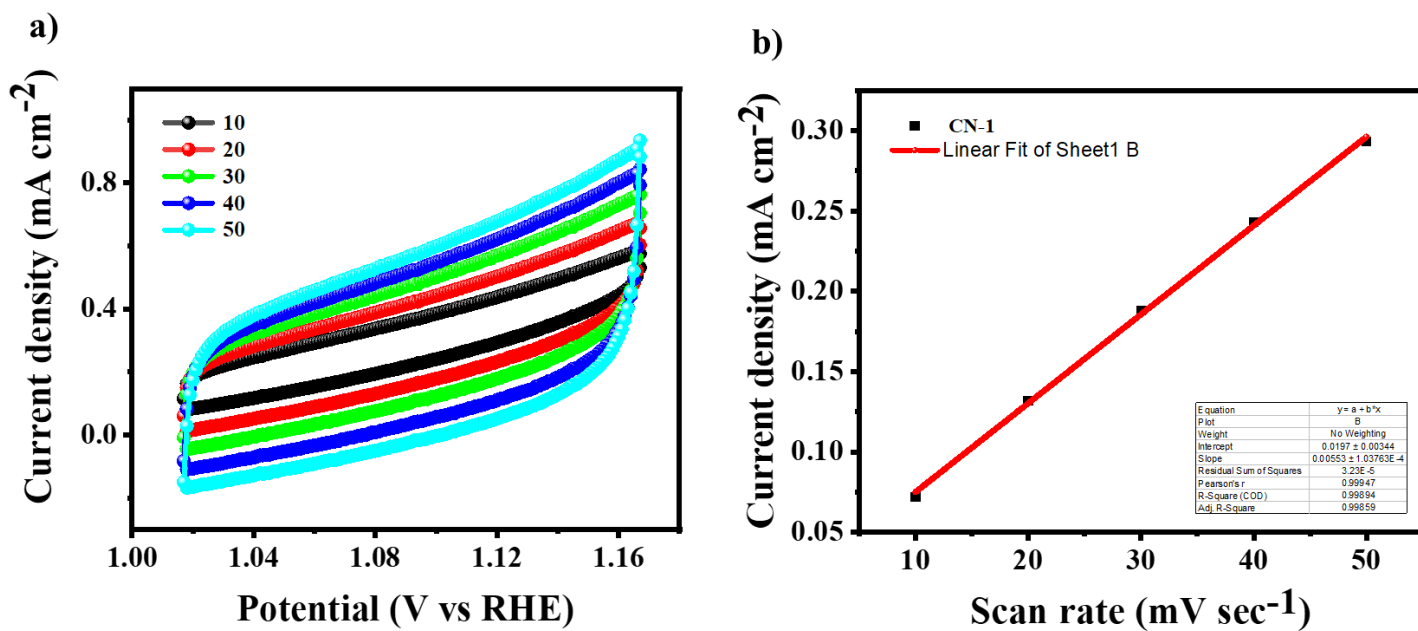 a)
Current density (mA cm-2)
0.8
0.4
0.0
10
20
30
40
50
1.00 1.04 1.08 1.12 1.16
Potential (V vs RHE)
b)
Current density (mA cm-2)
0.30
0.25
0.20
0.15
0.10
0.05
CN-1
Linear Fit of Sheet1 B
Equation y = a + b*x
Plot B
Weight No Weighting
Intercept 0.0197 ± 0.00344
Slope 0.00553 ± 1.03763E-4
Residual Sum of Squares 3.23E-5
Pearson's r 0.99947
R-Square (COD) 0.99894
Adj. R-Square 0.99859
10 20 30 40 50
Scan rate (mV sec-1)